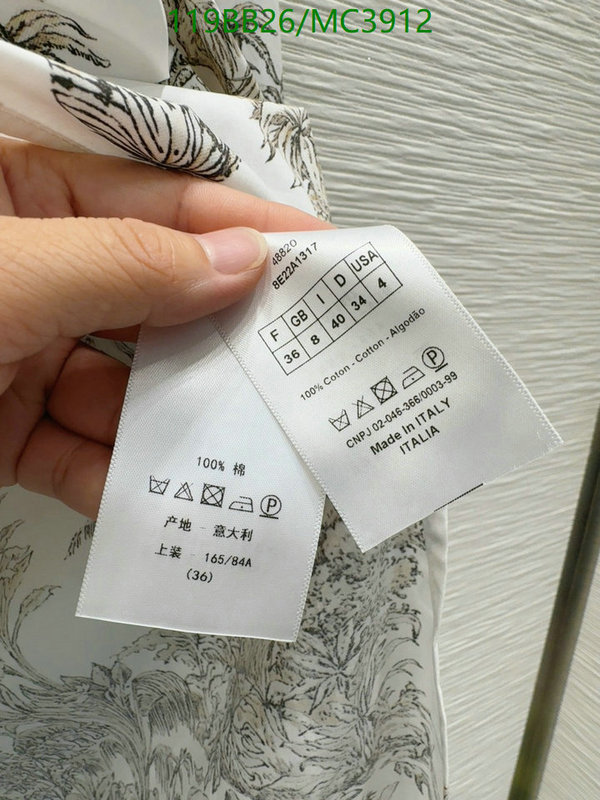 119BB26/MC3912
48820
8E22A1317
F GB I D USA
36 8 40 34 4
100% Coton - Cotton - Algodão
P
CNPJ 02-046-366/0003-99
Made In ITALY
ITALIA
100% 棉
P
产地 - 意大利
上装 - 165/84A
(36)